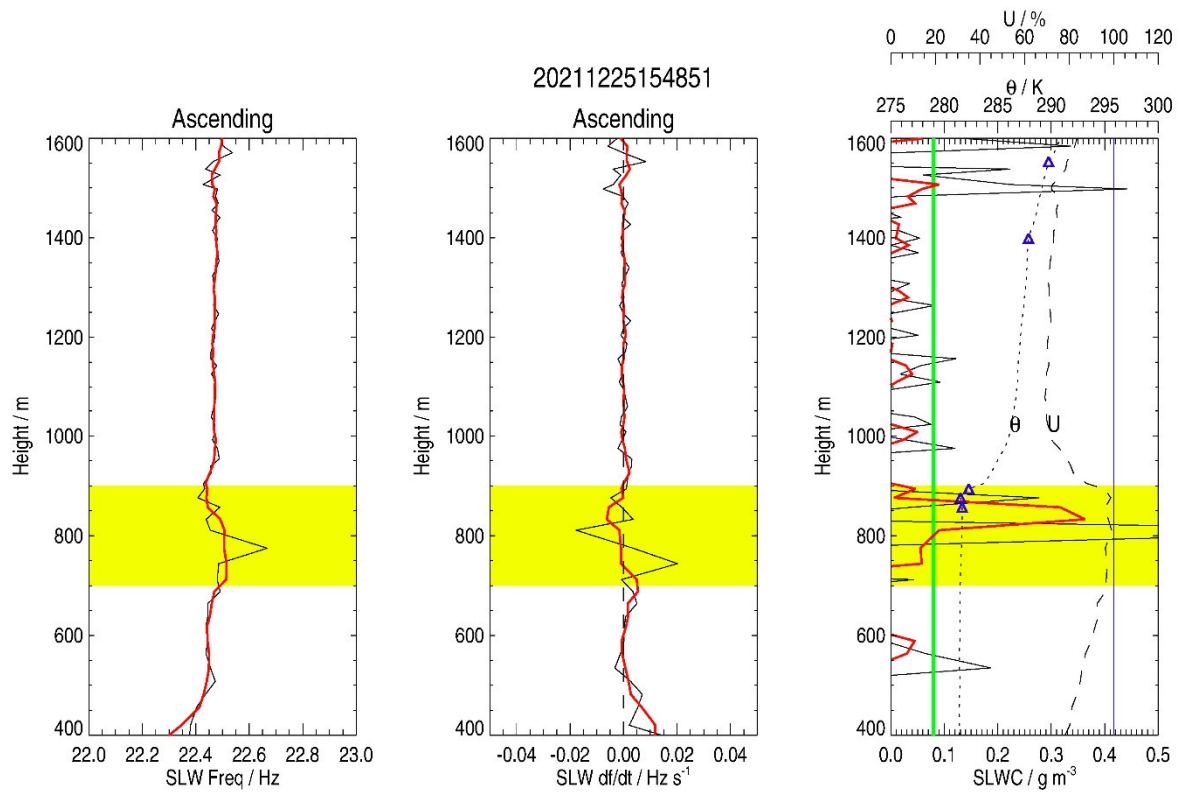 20211225154851
Ascending
1600
1400
1200
1000
800
600
400
Height / m
22.0 22.2 22.4 22.6 22.8 23.0
SLW Freq / Hz
Ascending
1600
1400
1200
1000
800
600
400
Height / m
-0.04 -0.02 0.00 0.02 0.04
SLW df/dt / Hz s⁻¹
0 20 40 60 80 100 120
U / %
θ / K
275 280 285 290 295 300
1600
1400
1200
1000
800
600
400
Height / m
θ U
0.0 0.1 0.2 0.3 0.4 0.5
SLWC / g m⁻³